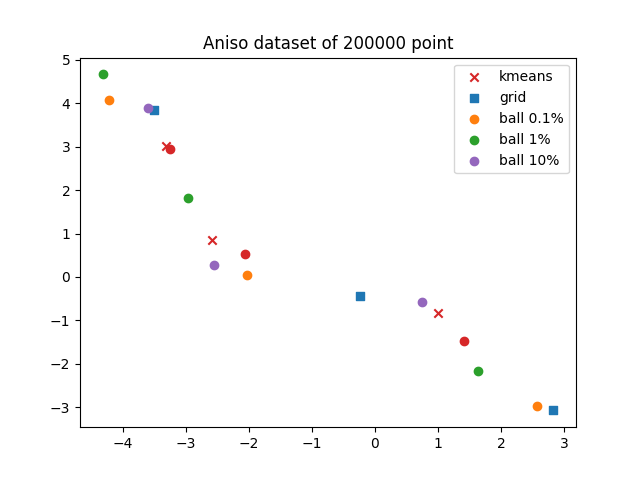 Aniso dataset of 200000 point
kmeans
grid
ball 0.1%
ball 1%
ball 10%
5
4
3
2
1
0
−1
−2
−3
−4 −3 −2 −1 0 1 2 3